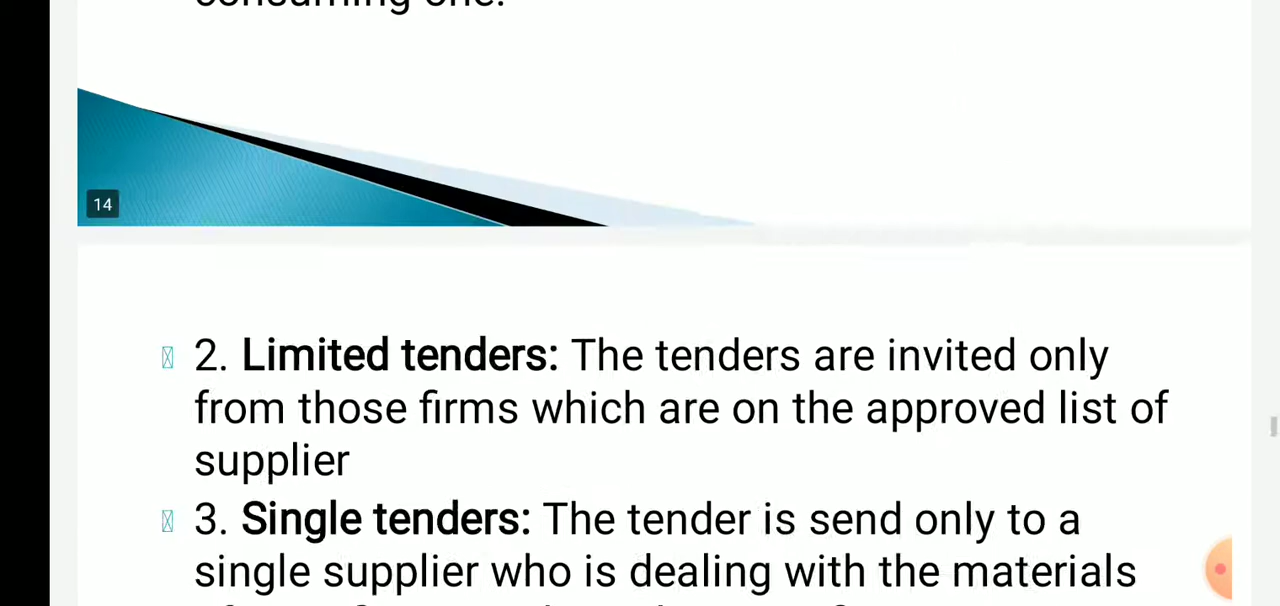 consuming one.
14
2. Limited tenders: The tenders are invited only
from those firms which are on the approved list of
supplier
3. Single tenders: The tender is send only to a
single supplier who is dealing with the materials